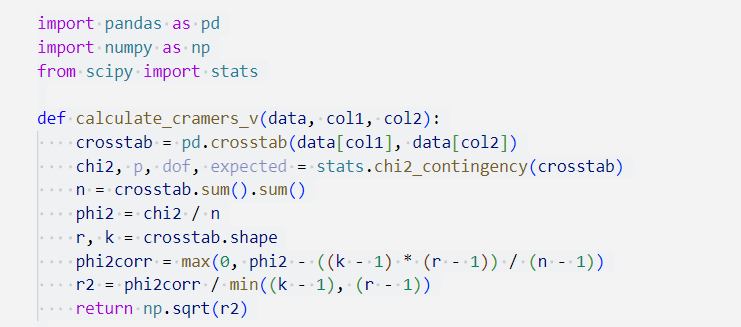 import pandas as pd
import numpy as np
from scipy import stats

def calculate_cramers_v(data, col1, col2):
    crosstab = pd.crosstab(data[col1], data[col2])
    chi2, p, dof, expected = stats.chi2_contingency(crosstab)
    n = crosstab.sum().sum()
    phi2 = chi2 / n
    r, k = crosstab.shape
    phi2corr = max(0, phi2 - ((k - 1) * (r - 1)) / (n - 1))
    r2 = phi2corr / min((k - 1), (r - 1))
    return np.sqrt(r2)